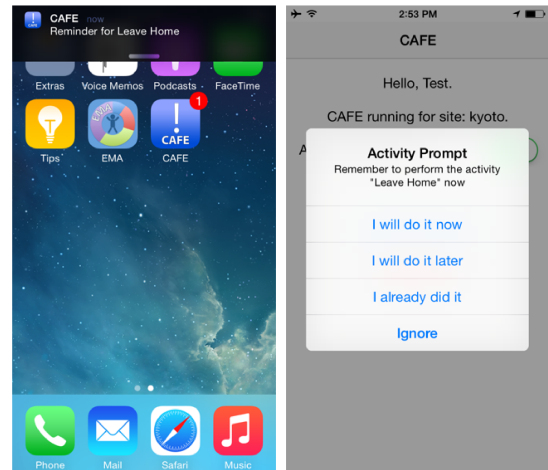 CAFE now
Reminder for Leave Home
Extras Voice Memos Podcasts FaceTime
1
CAFE
Tips EMA CAFE
Phone Mail Safari Music
2:53 PM
CAFE
Hello, Test.
CAFE running for site: kyoto.
A
Activity Prompt
Remember to perform the activity
"Leave Home" now
I will do it now
I will do it later
I already did it
Ignore